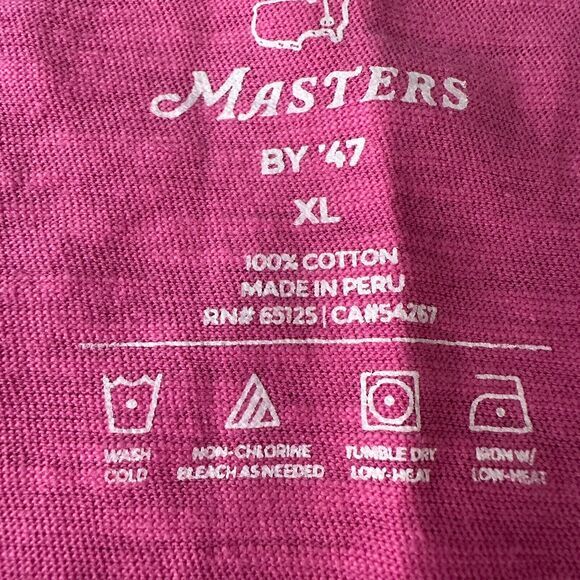 MASTERS
BY '47
XL
100% COTTON
MADE IN PERU
RN# 65125 | CA#54267
WASH
COLD
NON-CHLORINE
BLEACH AS NEEDED
TUMBLE DRY
LOW-HEAT
IRON W/
LOW-HEAT